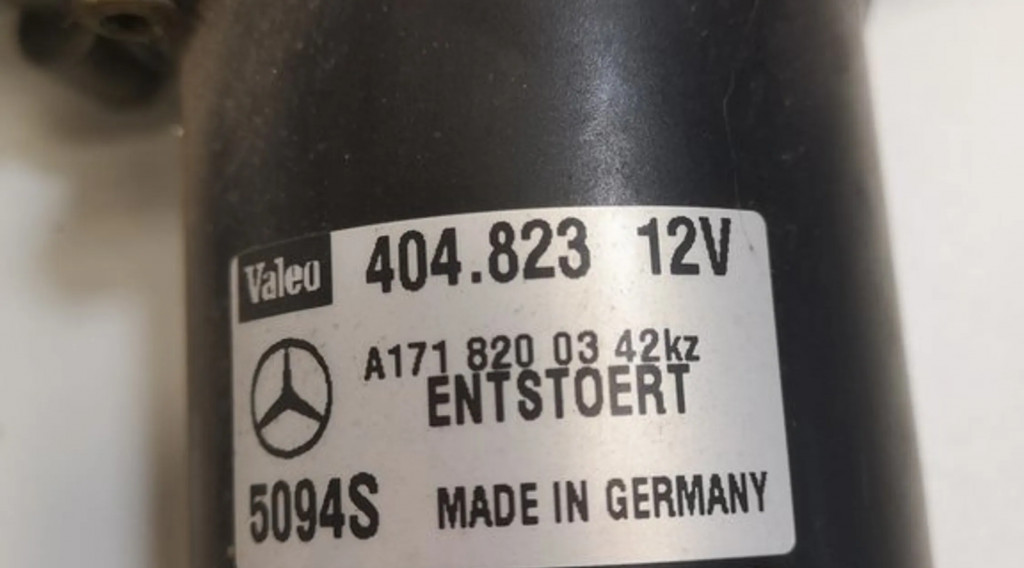 Valeo 404.823 12V
A171 820 03 42kz
ENTSTOERT
5094S MADE IN GERMANY